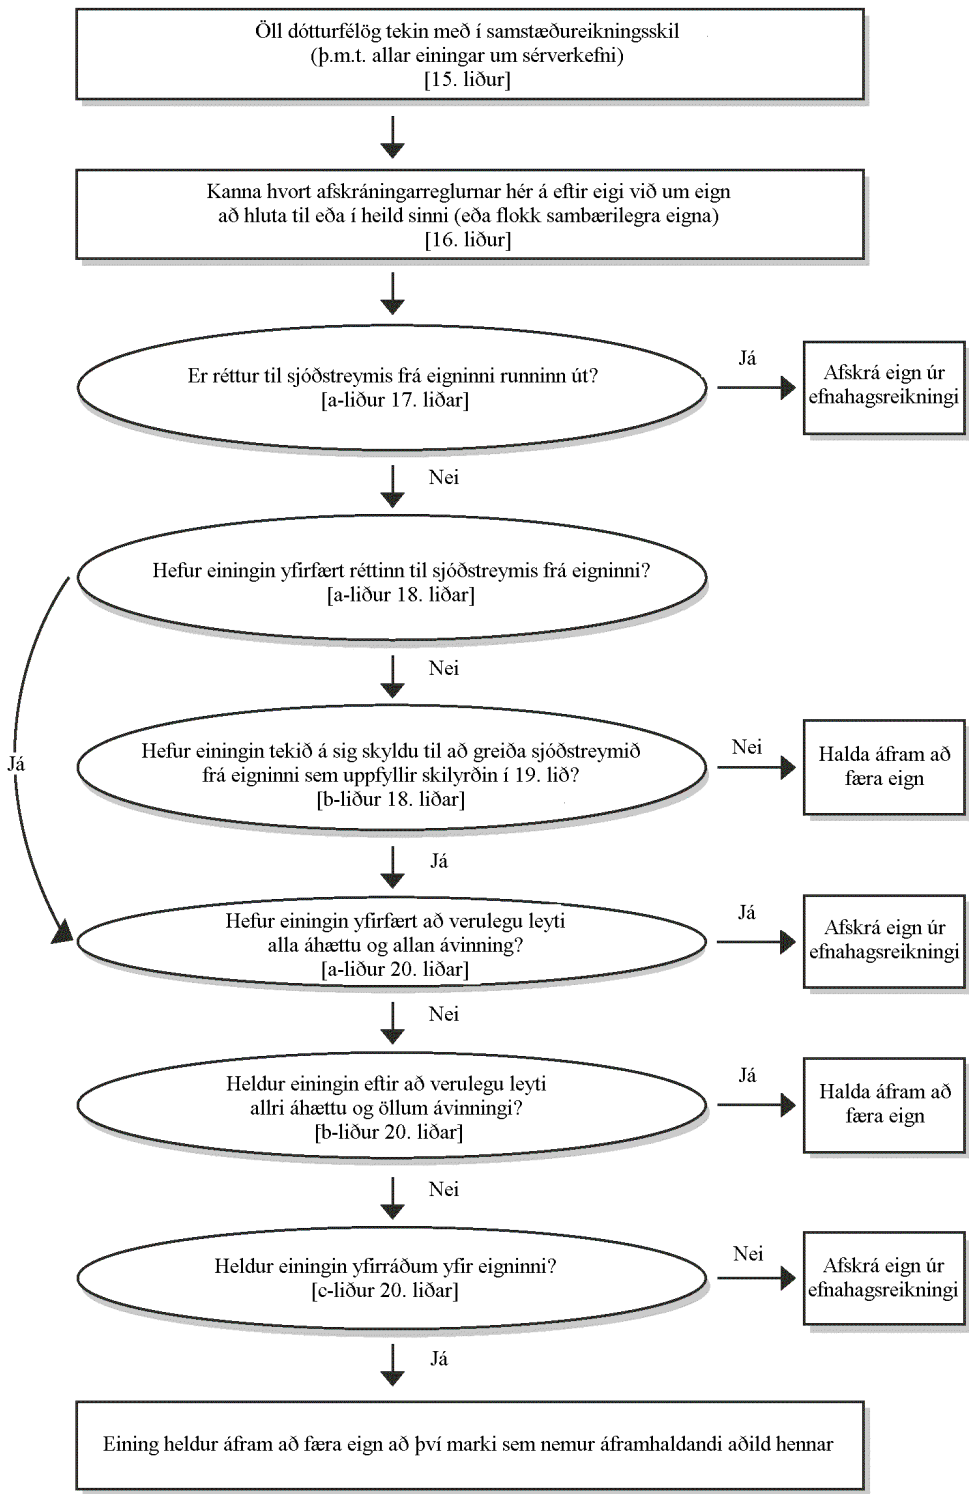 Öll dótturfélög tekin með í samstæðureikningsskil
(þ.m.t. allar einingar um sérverkefni)
[15. liður]
Kanna hvort afskráningarreglurnar hér á eftir eigi við um eign
að hluta til eða í heild sinni (eða flokk sambærilegra eigna)
[16. liður]
Er réttur til sjóðstreymis frá eigninni runninn út?
[a-liður 17. liðar]
Já
Afskrá eign úr
efnahagsreikningi
Nei
Hefur einingin yfirfært réttinn til sjóðstreymis frá eigninni?
[a-liður 18. liðar]
Nei
Já
Hefur einingin tekið á sig skyldu til að greiða sjóðstreymið
frá eigninni sem uppfyllir skilyrðin í 19. lið?
[b-liður 18. liðar]
Nei
Halda áfram að
færa eign
Já
Hefur einingin yfirfært að verulegu leyti
alla áhættu og allan ávinning?
[a-liður 20. liðar]
Já
Afskrá eign úr
efnahagsreikningi
Nei
Heldur einingin eftir að verulegu leyti
allri áhættu og öllum ávinningi?
[b-liður 20. liðar]
Já
Halda áfram að
færa eign
Nei
Heldur einingin yfirráðum yfir eigninni?
[c-liður 20. liðar]
Nei
Afskrá eign úr
efnahagsreikningi
Já
Eining heldur áfram að færa eign að því marki sem nemur áframhaldandi aðild hennar